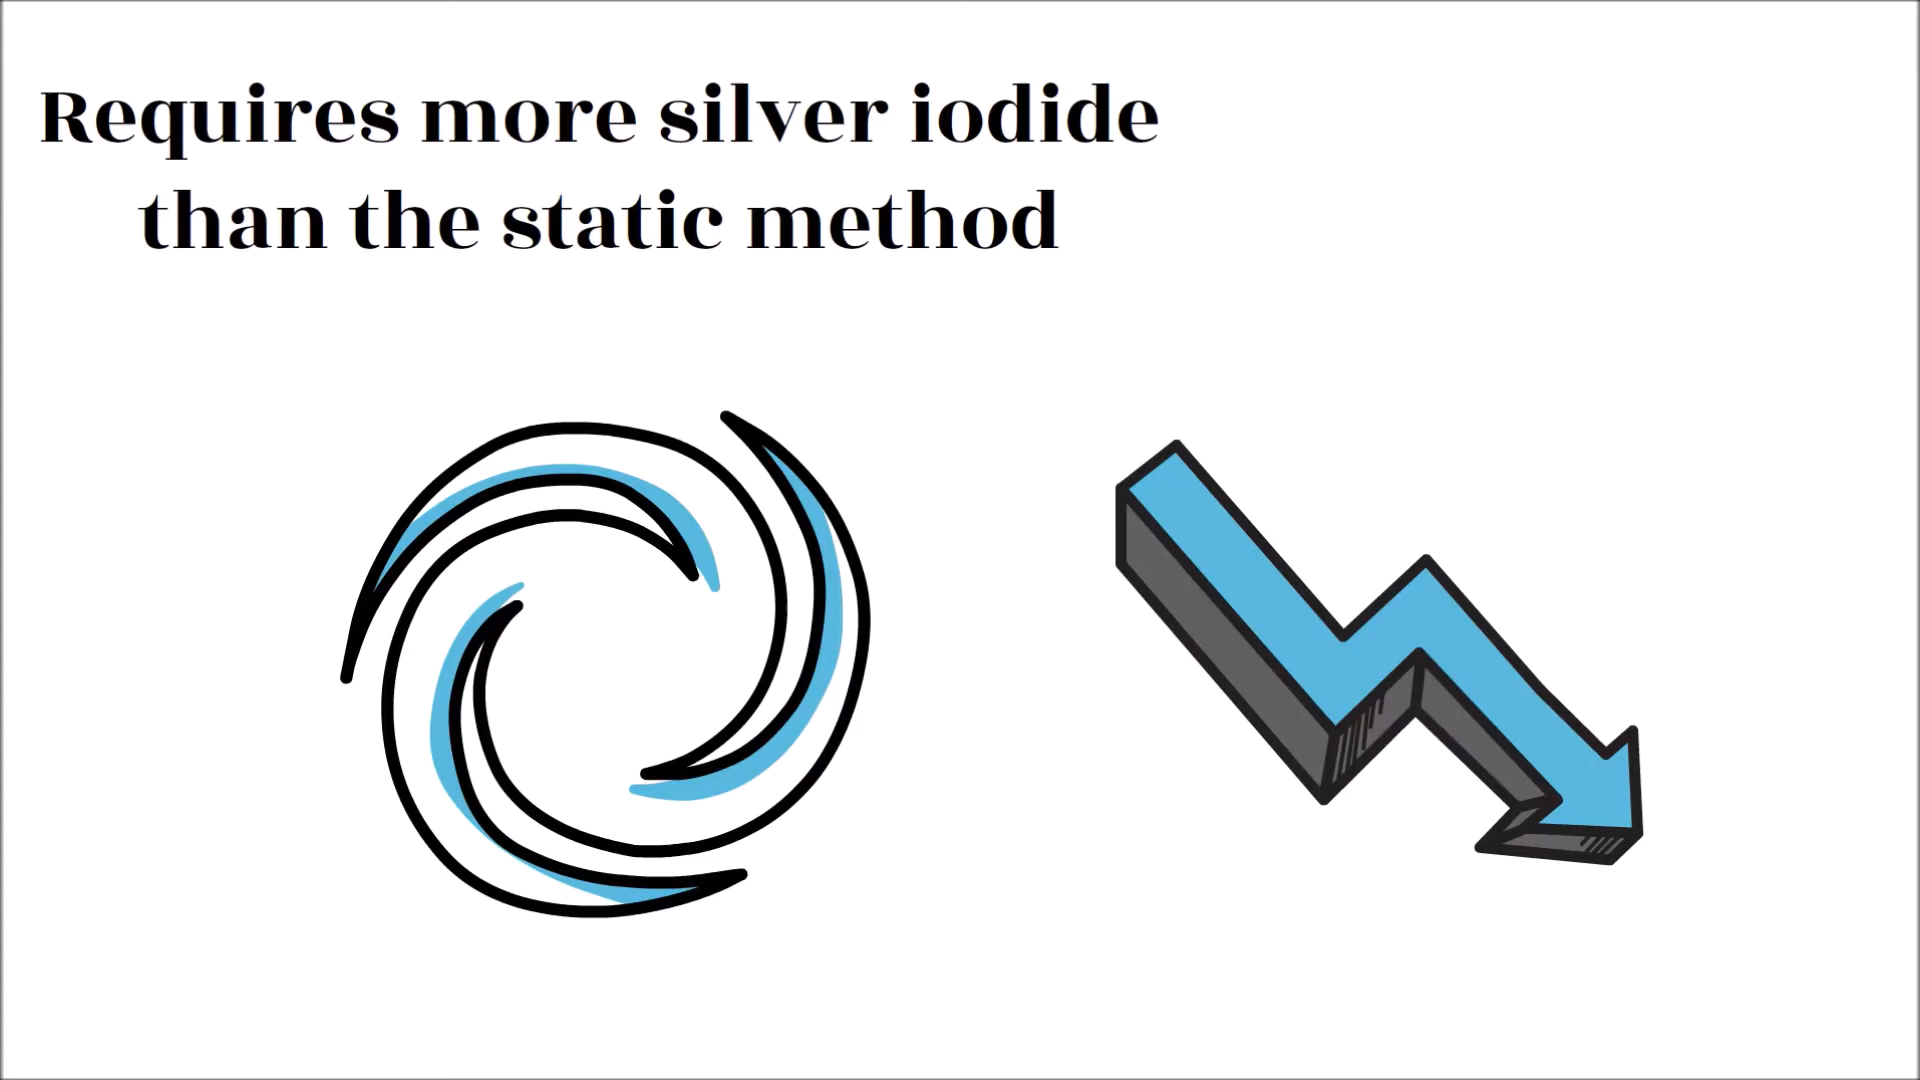 Requires more silver iodide
than the static method